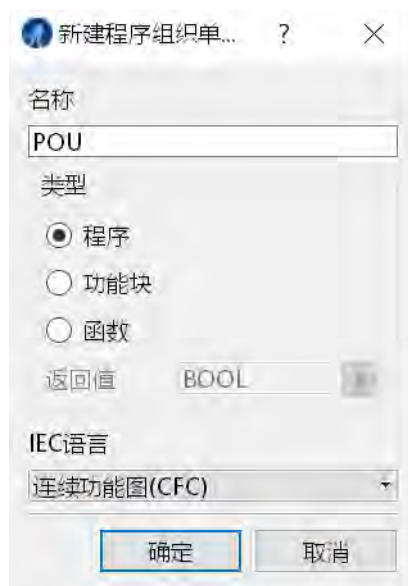 新建程序组织单... ?
名称
POU
类型
程序
功能块
函数
返回值 BOOL
IEC语言
连续功能图(CFC)
确定 取消